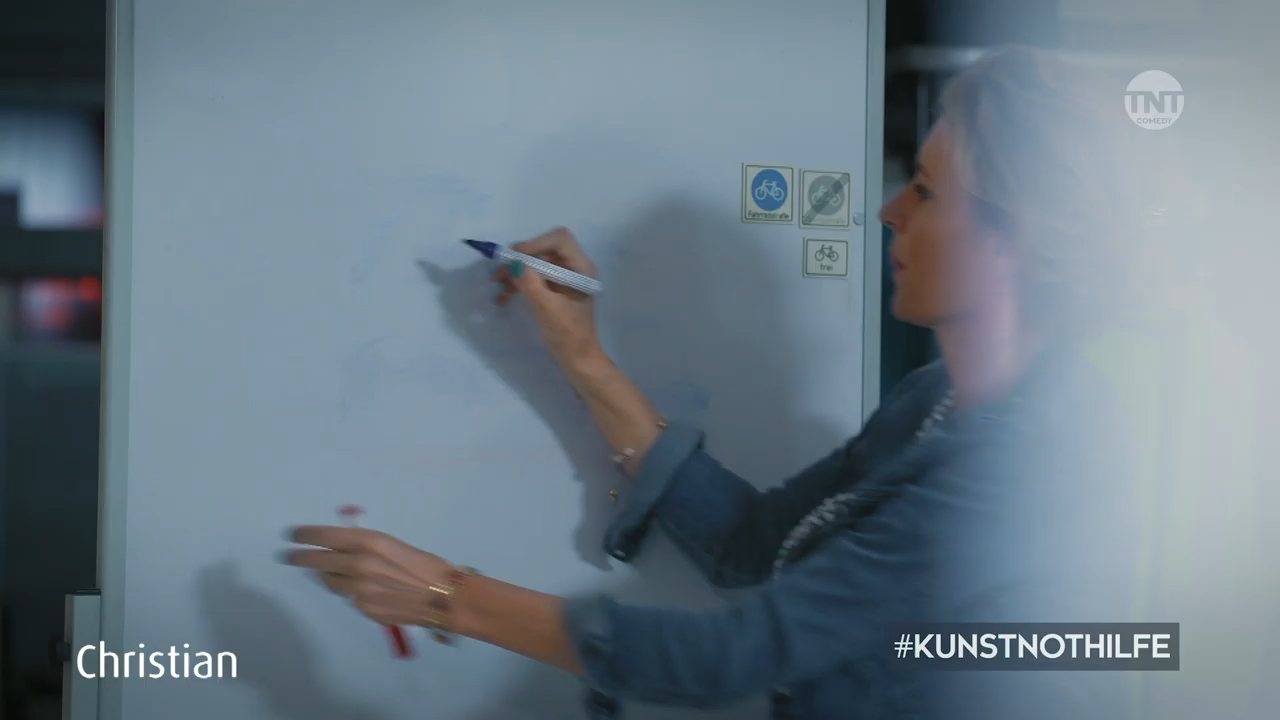 TNT
COMEDY
Fahrradstraße
frei
Christian
#KUNSTNOTHILFE